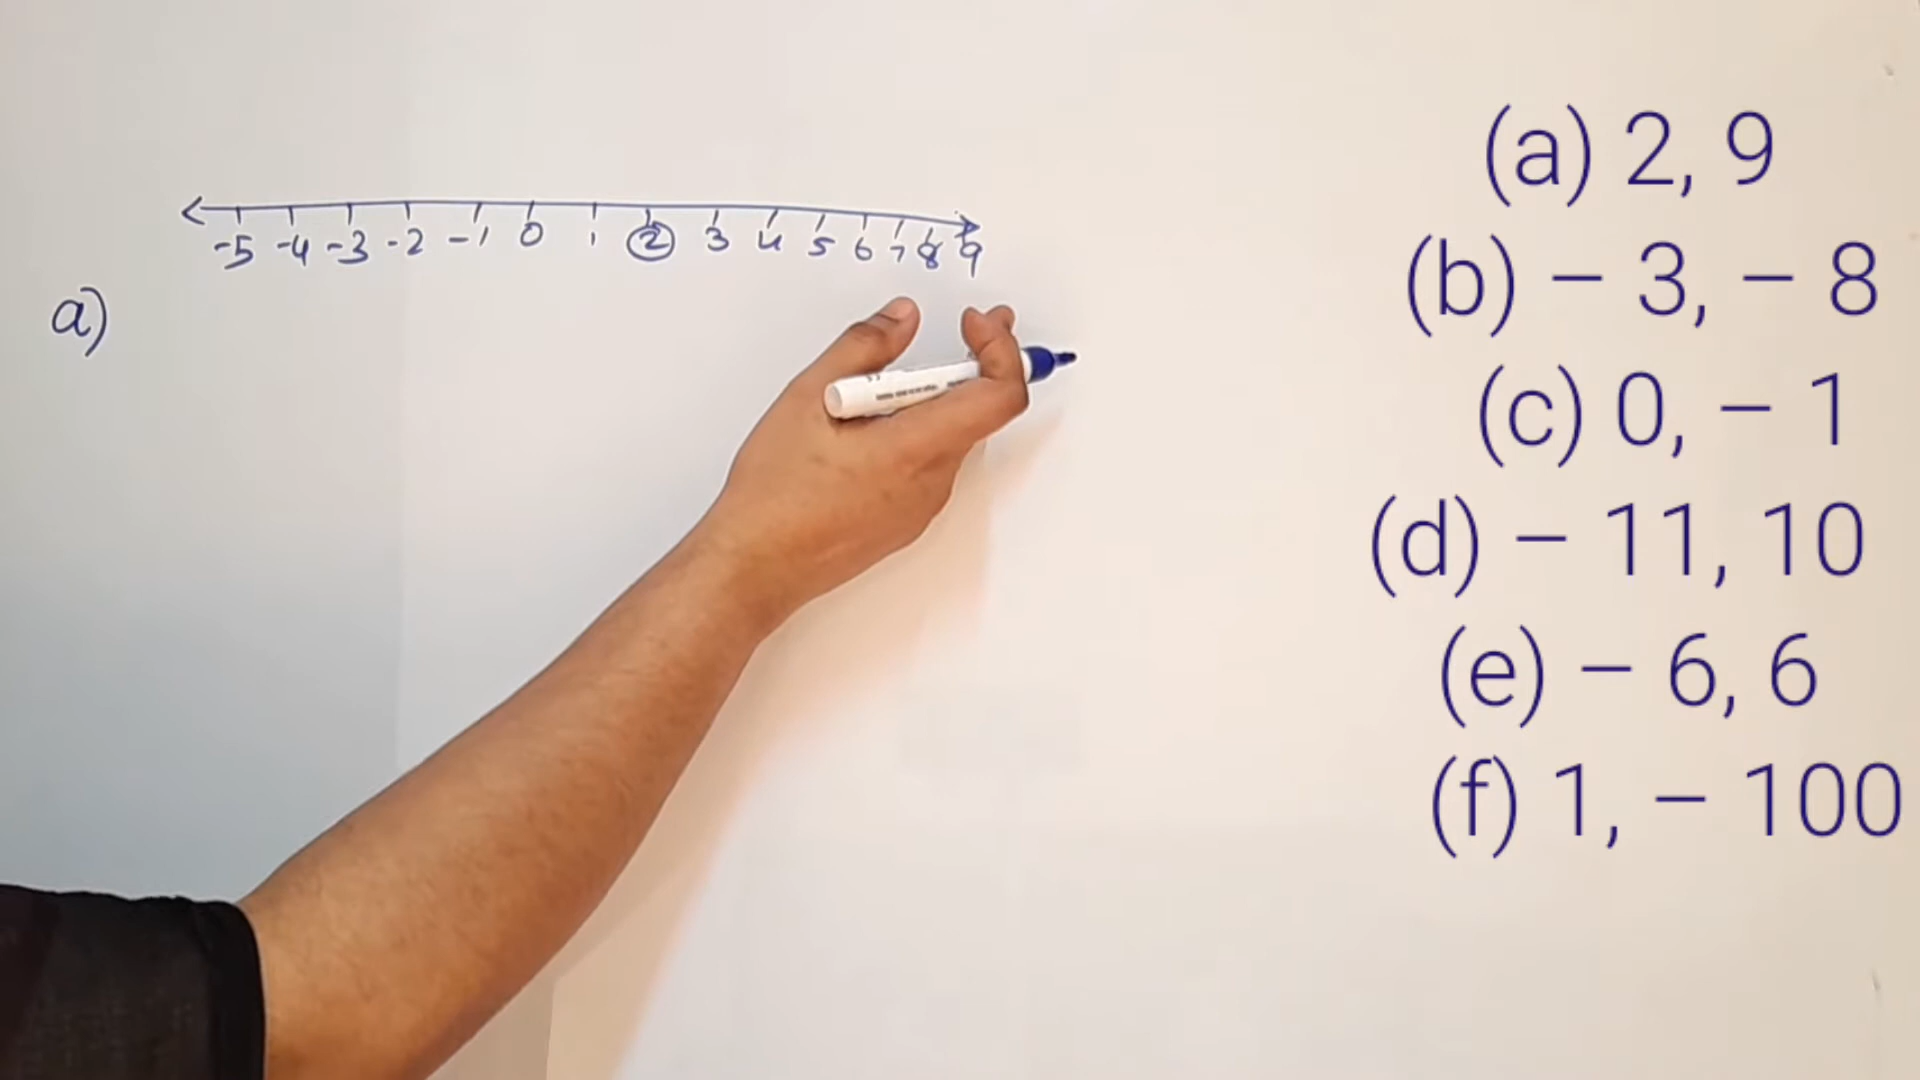 -5 -4 -3 -2 -1 0 1 2 3 4 5 6 7 8 9
a)
(a) 2, 9
(b) – 3, – 8
(c) 0, – 1
(d) – 11, 10
(e) – 6, 6
(f) 1, – 100